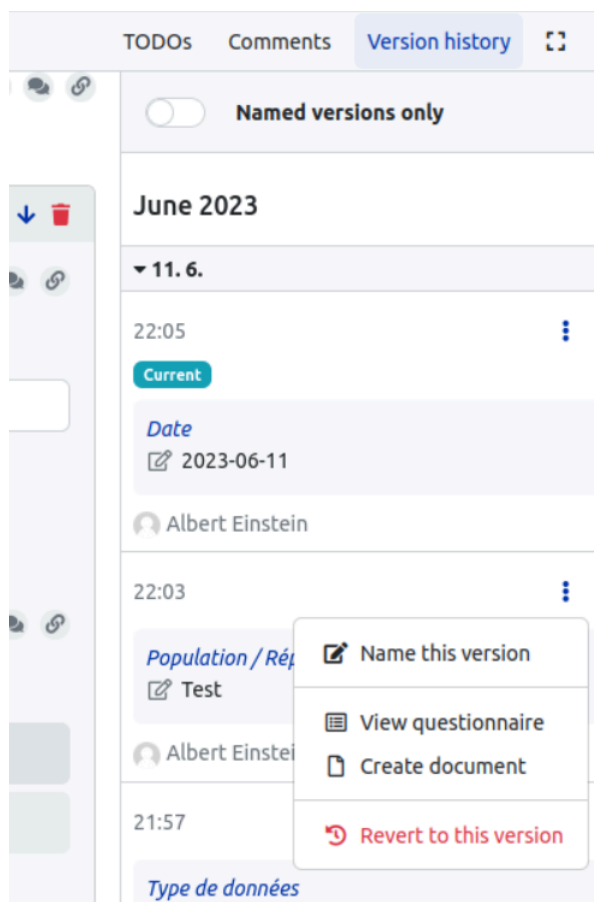 TODOs Comments Version history
Named versions only
June 2023
11. 6.
22:05
Current
Date
2023-06-11
Albert Einstein
22:03
Population /
Test
Albert
Name this version
View questionnaire
Create document
Revert to this version
21:57
Type de données